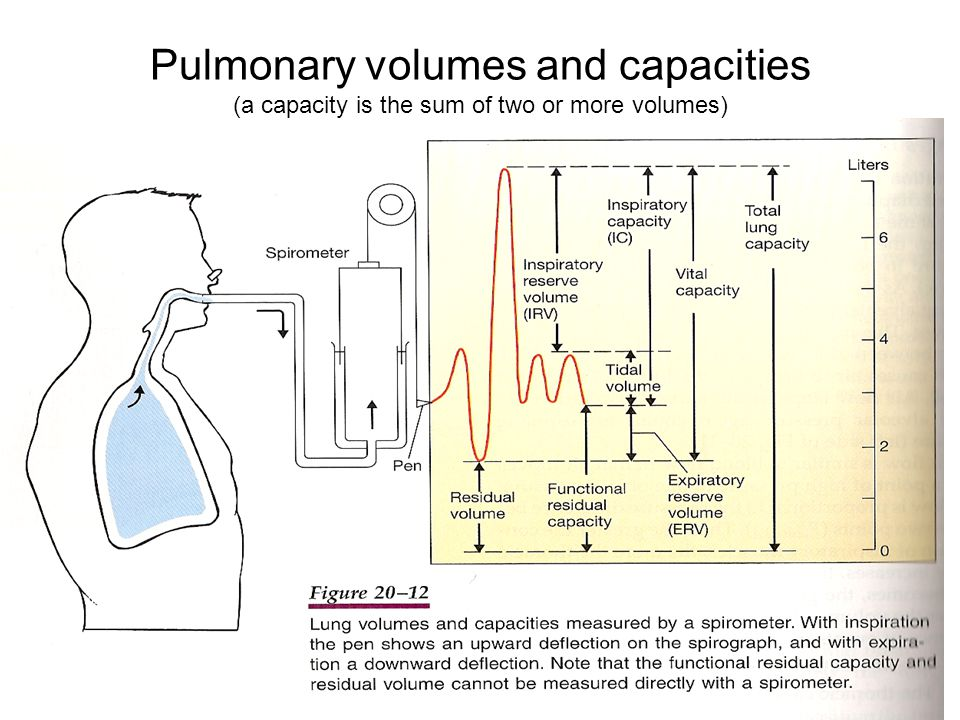 Pulmonary volumes and capacities
(a capacity is the sum of two or more volumes)
Spirometer
Pen
Inspiratory
reserve
volume
(IRV)
Inspiratory
capacity
(IC)
Vital
capacity
Total
lung
capacity
Tidal
volume
Residual
volume
Functional
residual
capacity
Expiratory
reserve
volume
(ERV)
Liters
6
4
2
0
Figure 20–12
Lung volumes and capacities measured by a spirometer. With inspiration
the pen shows an upward deflection on the spirograph, and with expira-
tion a downward deflection. Note that the functional residual capacity and
residual volume cannot be measured directly with a spirometer.